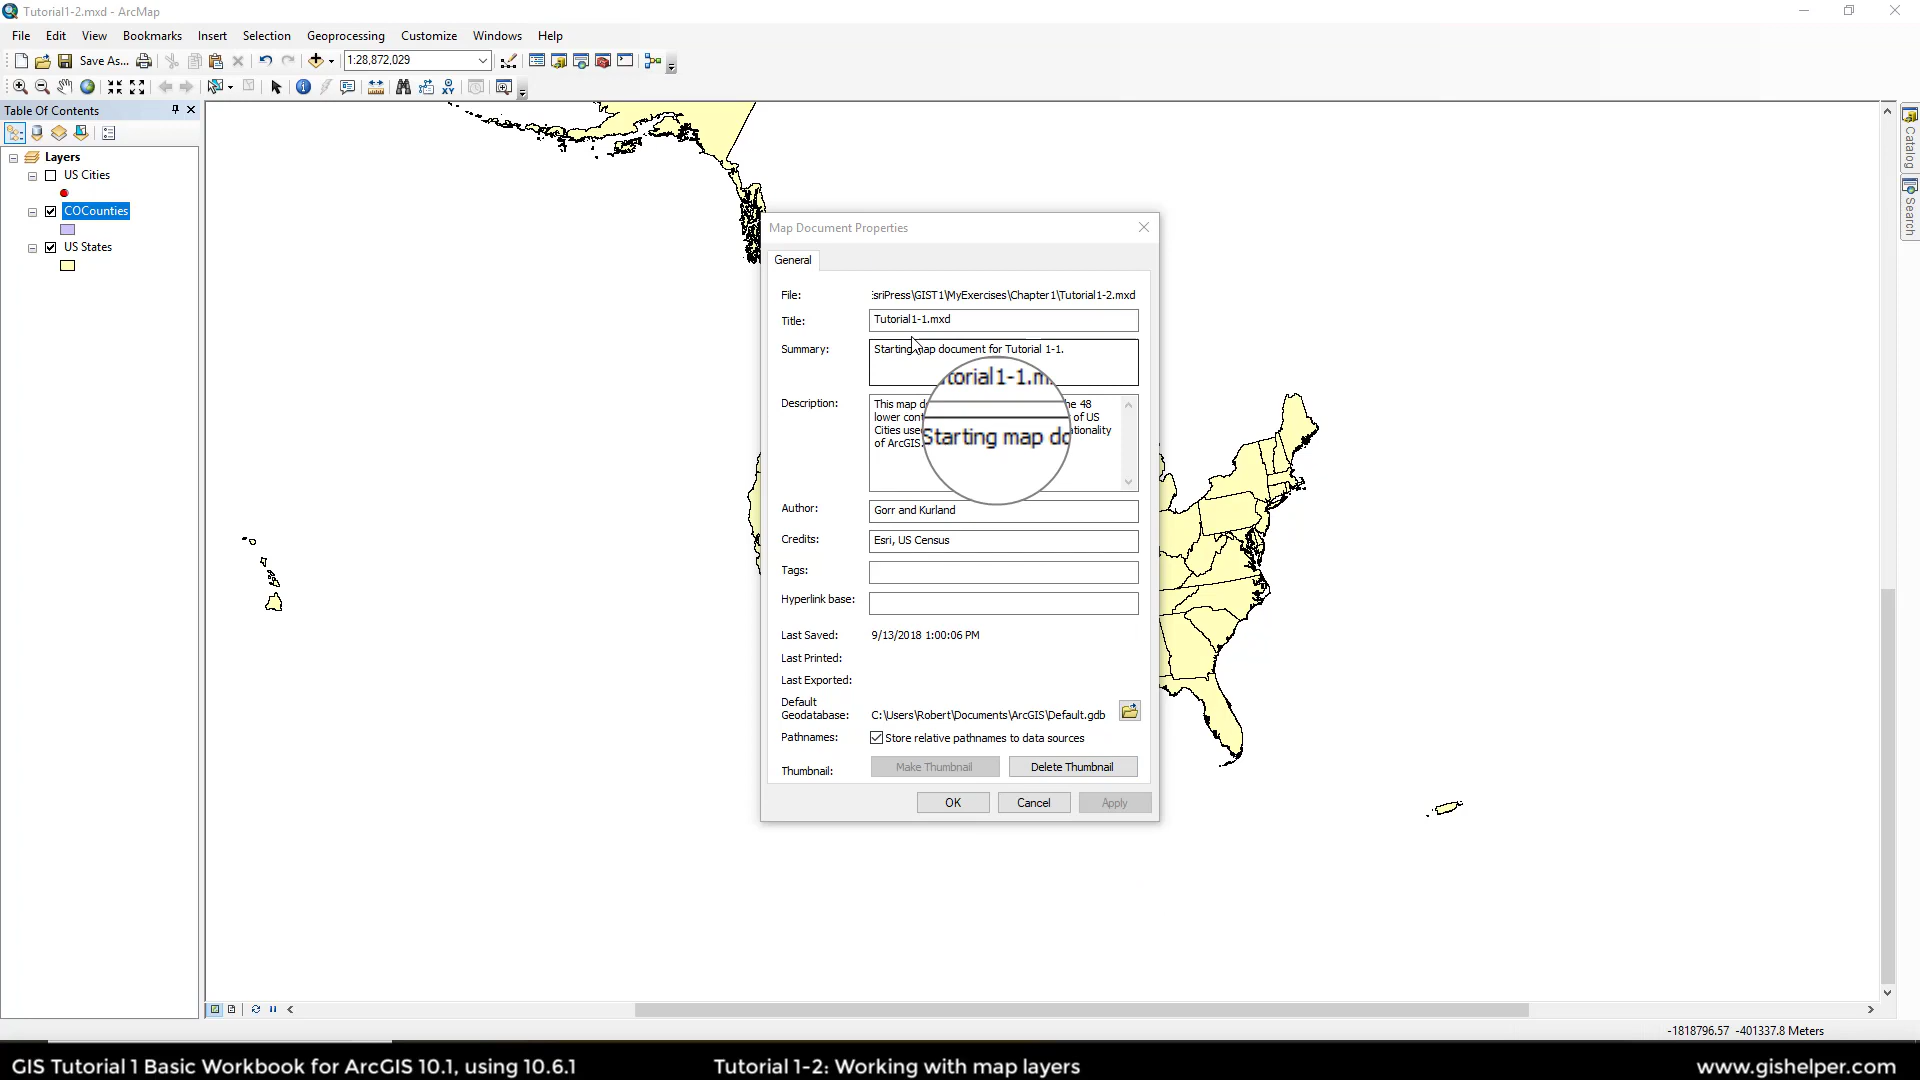 Tutorial1-2.mxd - ArcMap
File Edit View Bookmarks Insert Selection Geoprocessing Customize Windows Help
Save As... 1:28,872,029
Table Of Contents
Layers
US Cities
COCounties
US States
Catalog
Search
Map Document Properties
General
File: sriPress\GIST1\MyExercises\Chapter1\Tutorial1-2.mxd
Title: Tutorial1-1.mxd
Summary: Starting map document for Tutorial 1-1.
torial1-1.m
Starting map do
Description: This map d he 48
lower cont of US
Cities use ationality
of ArcGIS.
Author: Gorr and Kurland
Credits: Esri, US Census
Tags:
Hyperlink base:
Last Saved: 9/13/2018 1:00:06 PM
Last Printed:
Last Exported:
Default
Geodatabase: C:\Users\Robert\Documents\ArcGIS\Default.gdb
Pathnames: Store relative pathnames to data sources
Thumbnail: Make Thumbnail Delete Thumbnail
OK Cancel Apply
-1818796.57 -401337.8 Meters
GIS Tutorial 1 Basic Workbook for ArcGIS 10.1, using 10.6.1 Tutorial 1-2: Working with map layers www.gishelper.com